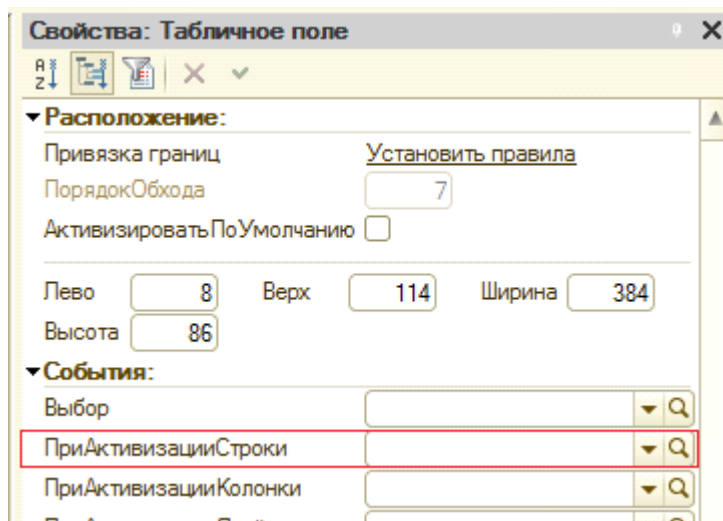 Свойства: Табличное поле
Расположение:
Привязка границ Установить правила
ПорядокОбхода 7
АктивизироватьПоУмолчанию
Лево 8 Верх 114 Ширина 384
Высота 86
События:
Выбор
ПриАктивизацииСтроки
ПриАктивизацииКолонки